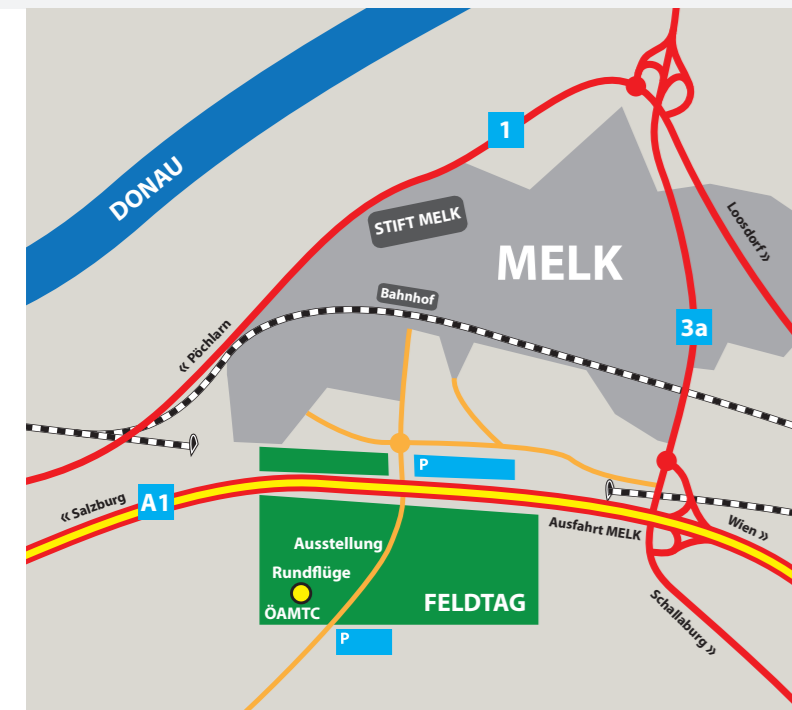 1
DONAU
STIFT MELK
Loosdorf »
MELK
Bahnhof
3a
« Pöchlarn
P
« Salzburg
A1
Ausfahrt MELK
Wien »
Ausstellung
Rundflüge
ÖAMTC
FELDTAG
Schallaburg »
P